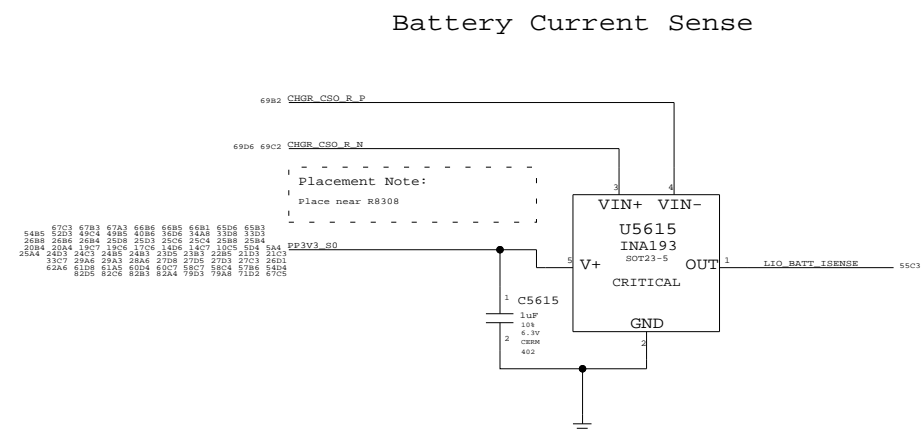 Battery Current Sense
69B2 CHGR_CSO_R_P
69D6 69C2 CHGR_CSO_R_N
Placement Note:
Place near R8308
3 4
VIN+ VIN-
U5615
INA193
SOT23-5
CRITICAL
5 V+
OUT 1
LIO_BATT_ISENSE 55C3
GND
2
67C3 67B3 67A3 66B6 66B5 66B1 65D6 65B3
54B5 52D3 49C4 49B5 40B6 36D6 34A8 33D8 33D3
26B8 26B6 26B4 25D8 25D3 25C6 25C4 25B8 25B4
20B4 20A4 19C7 19C6 17C6 14D6 14C7 10C5 5D4 5A4 PP3V3_S0
25A4 24D3 24C3 24B5 24B3 23D5 23B3 22B5 21D3 21C3
33C7 29A6 29A3 28A6 27D8 27D5 27D3 27C3 26D1
62A6 61D8 61A5 60D4 60C7 58C7 58C4 57B6 54D4
82D5 82C6 82B3 82A4 79D3 79A8 71D2 67C5
1 C5615
1uF
10%
6.3V
2 CERM
402